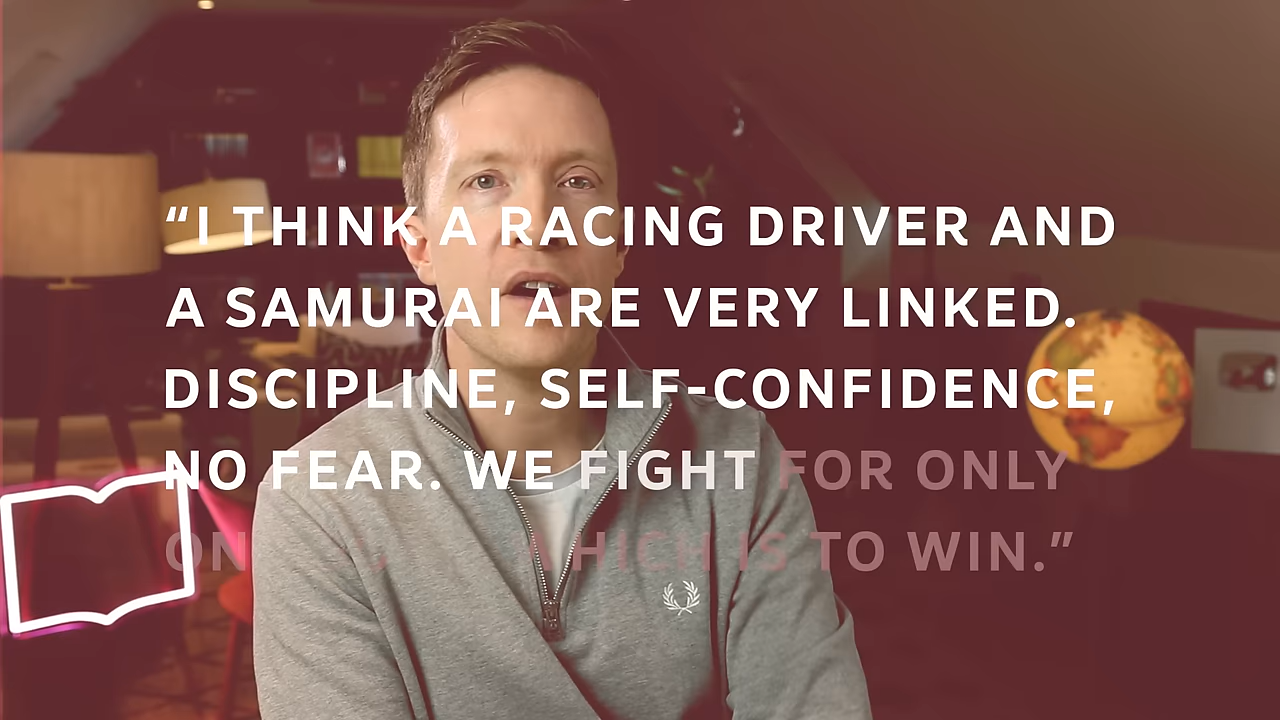 “I THINK A RACING DRIVER AND
A SAMURAI ARE VERY LINKED.
DISCIPLINE, SELF-CONFIDENCE,
NO FEAR. WE FIGHT FOR ONLY
WHICH IS TO WIN.”